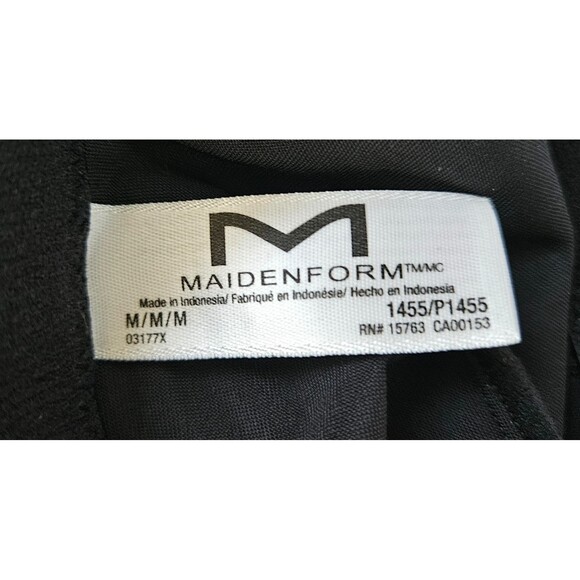 M
MAIDENFORM™/MC
Made in Indonesia/ Fabriqué en Indonésie/ Hecho en Indonesia
M/M/M 1455/P1455
03177X RN# 15763 CA00153